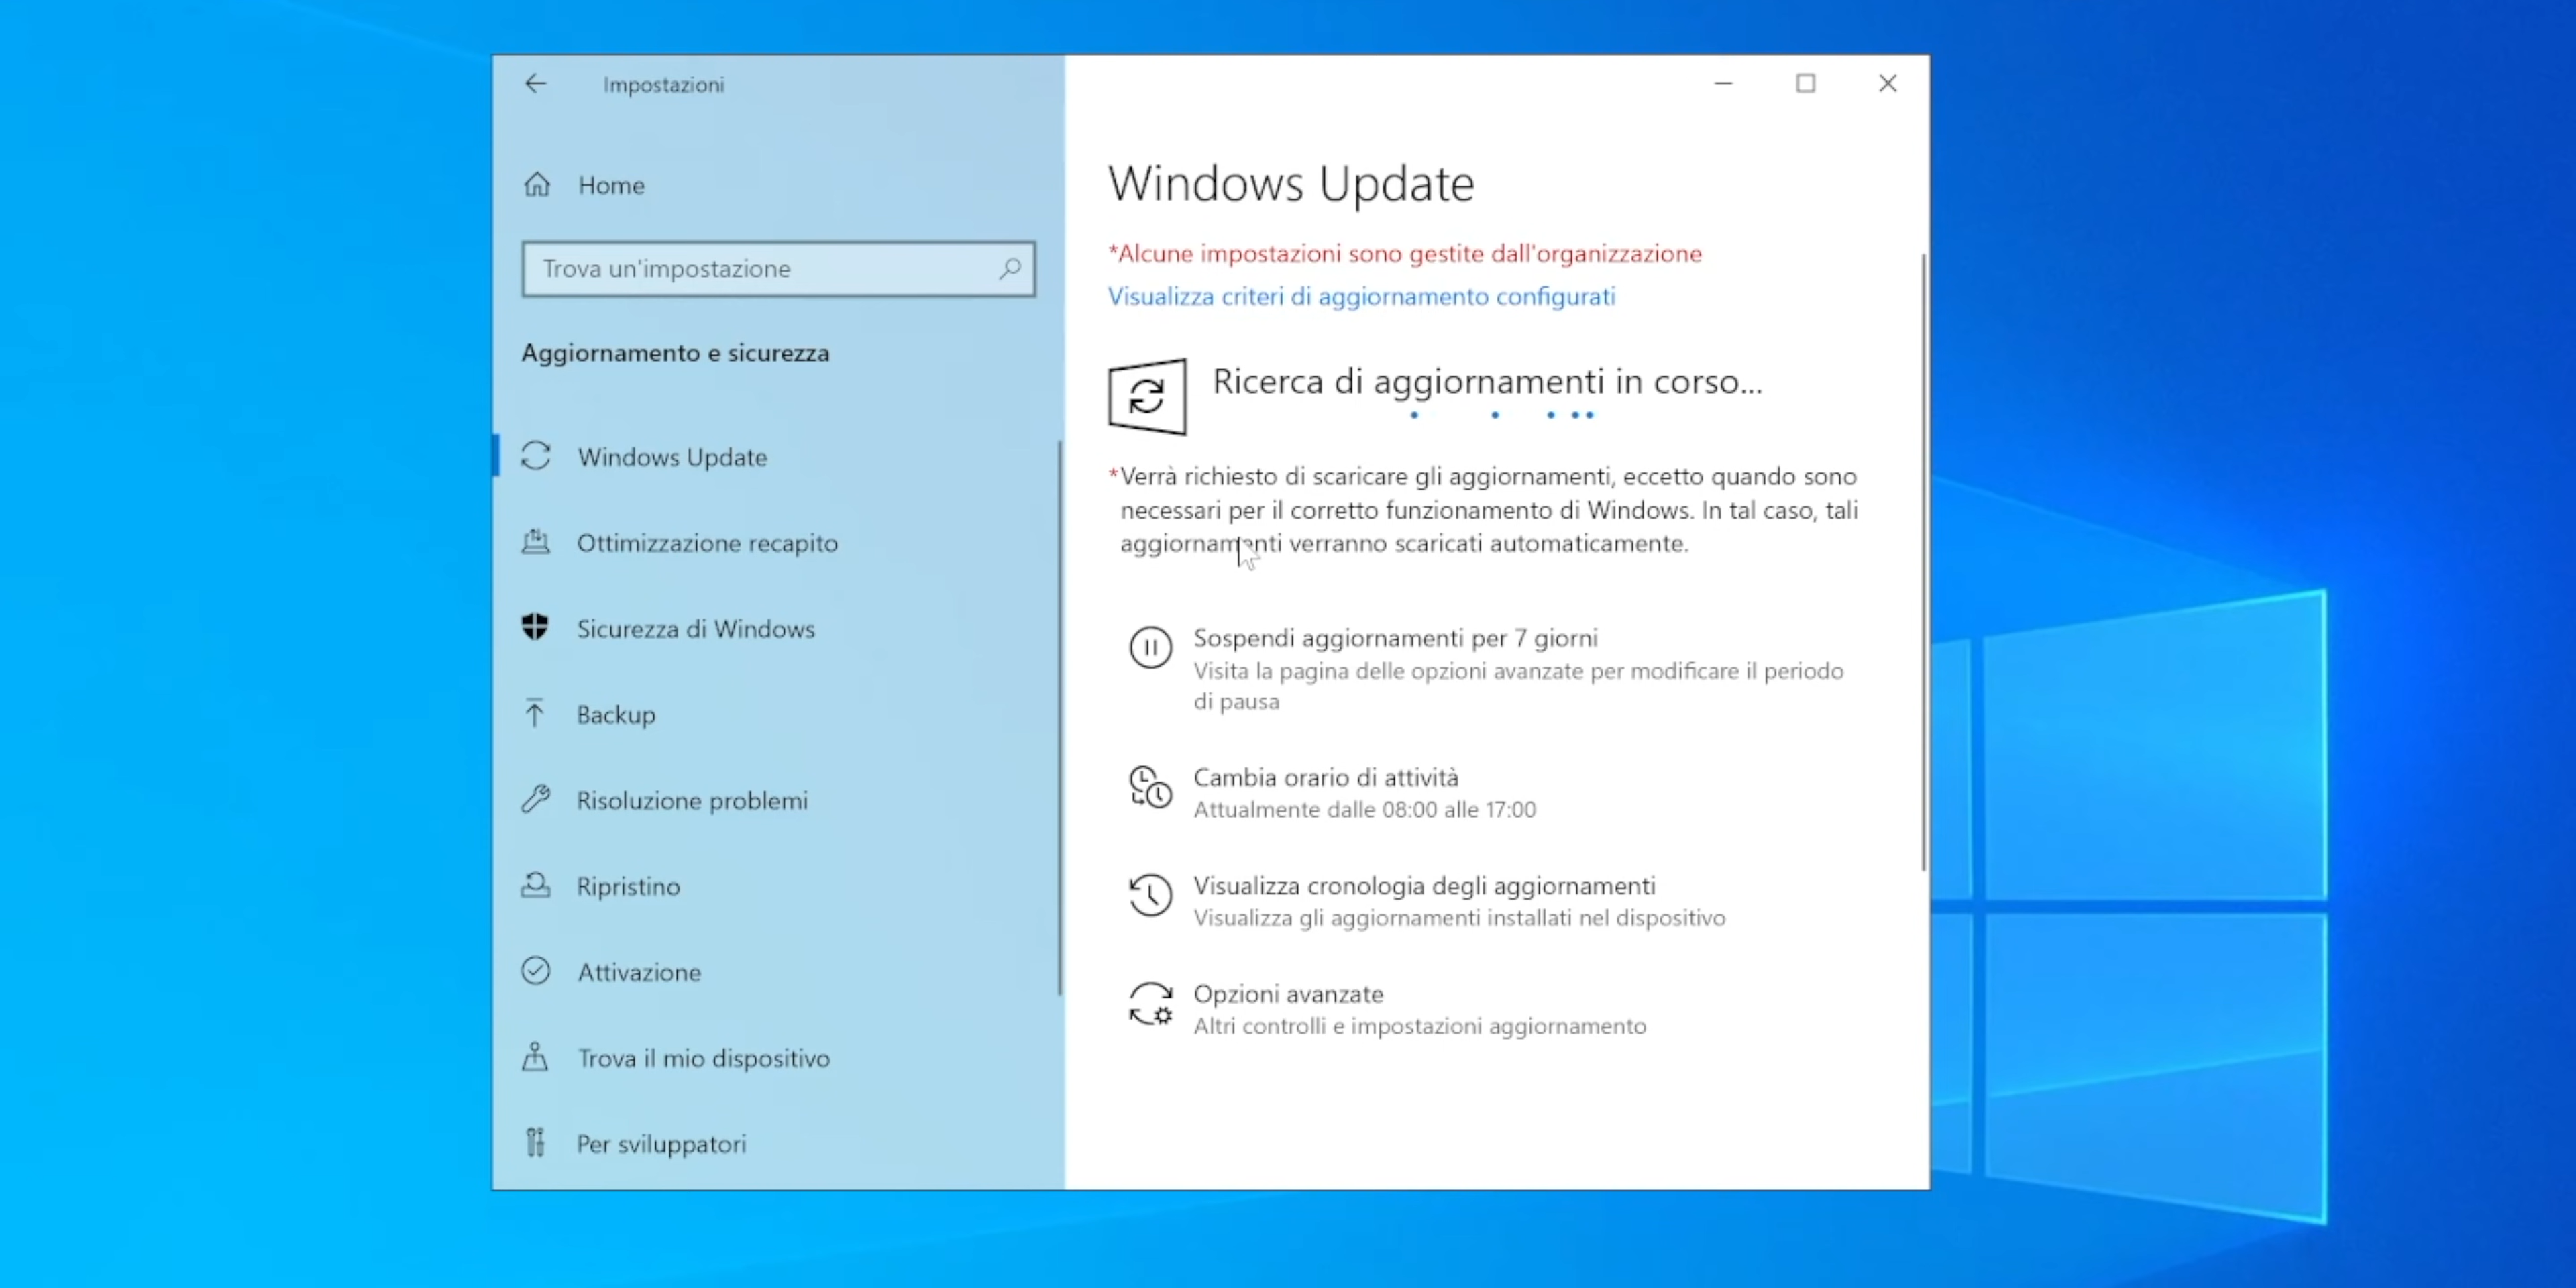 Impostazioni
Home
Trova un'impostazione
Aggiornamento e sicurezza
Windows Update
Ottimizzazione recapito
Sicurezza di Windows
Backup
Risoluzione problemi
Ripristino
Attivazione
Trova il mio dispositivo
Per sviluppatori
Windows Update
*Alcune impostazioni sono gestite dall'organizzazione
Visualizza criteri di aggiornamento configurati
Ricerca di aggiornamenti in corso...
*Verrà richiesto di scaricare gli aggiornamenti, eccetto quando sono
necessari per il corretto funzionamento di Windows. In tal caso, tali
aggiornamenti verranno scaricati automaticamente.
Sospendi aggiornamenti per 7 giorni
Visita la pagina delle opzioni avanzate per modificare il periodo
di pausa
Cambia orario di attività
Attualmente dalle 08:00 alle 17:00
Visualizza cronologia degli aggiornamenti
Visualizza gli aggiornamenti installati nel dispositivo
Opzioni avanzate
Altri controlli e impostazioni aggiornamento